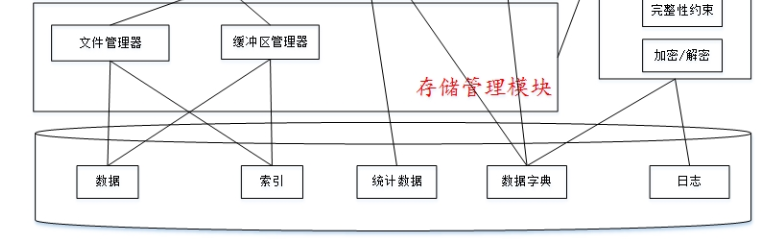 完整性约束
文件管理器
缓冲区管理器
加密/解密
存储管理模块
数据
索引
统计数据
数据字典
日志